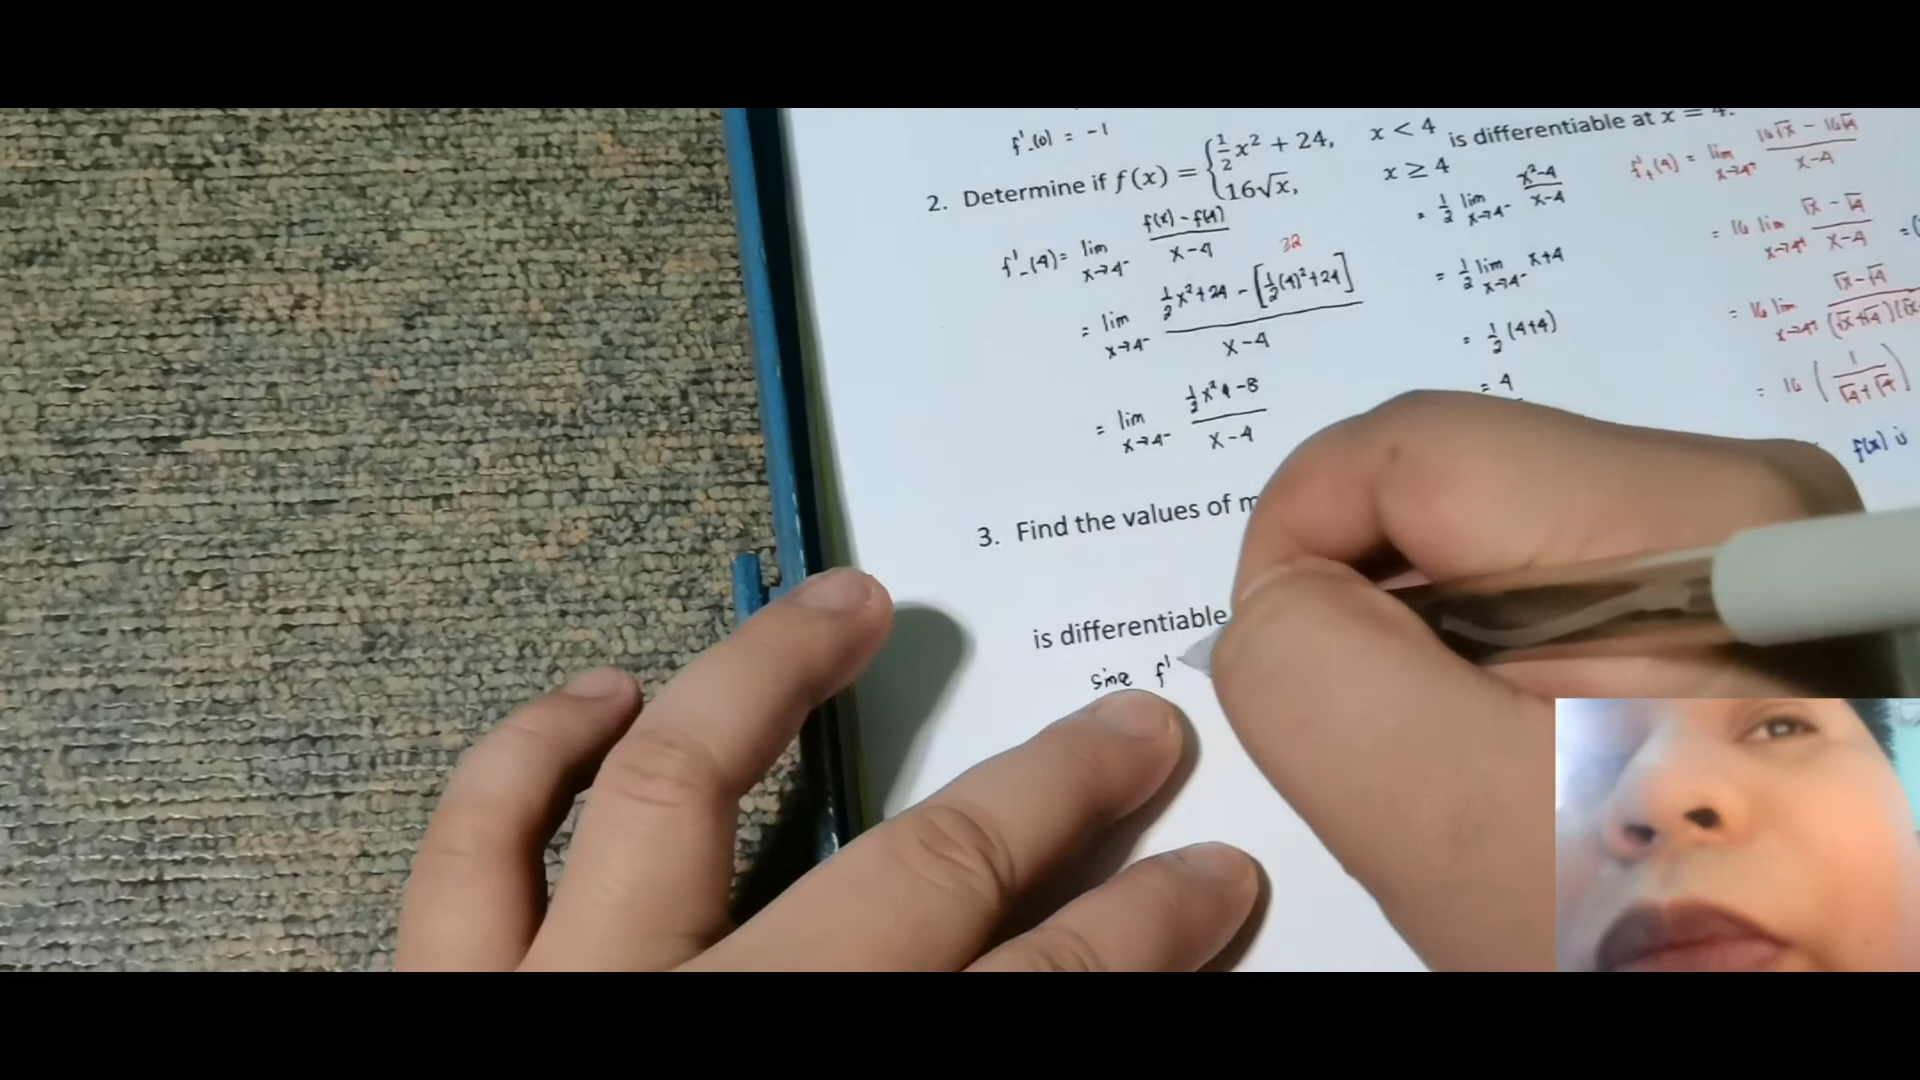 f'₋(0) = -1
2. Determine if f(x) = { ½x² + 24, x < 4
16√x, x ≥ 4 is differentiable at x = 4.
f'₋(4) = lim x→4⁻ (f(x) - f(4))/(x-4)
32
= lim x→4⁻ (½x² + 24 - [½(4)² + 24])/(x-4)
= lim x→4⁻ (½x² - 8)/(x-4)
= ½ lim x→4⁻ (x²-4)/(x-4)
= ½ lim x→4⁻ x+4
= ½ (4+4)
= 4
f'₊(4) = lim x→4⁺ (16√x - 16√4)/(x-4)
= 16 lim x→4⁺ (√x - √4)/(x-4)
= 16 lim x→4⁺ (√x-√4)/(√x+√4)(√x
= 16 (1/(√4+√4))
f(x) is
3. Find the values of m
is differentiable
since f'